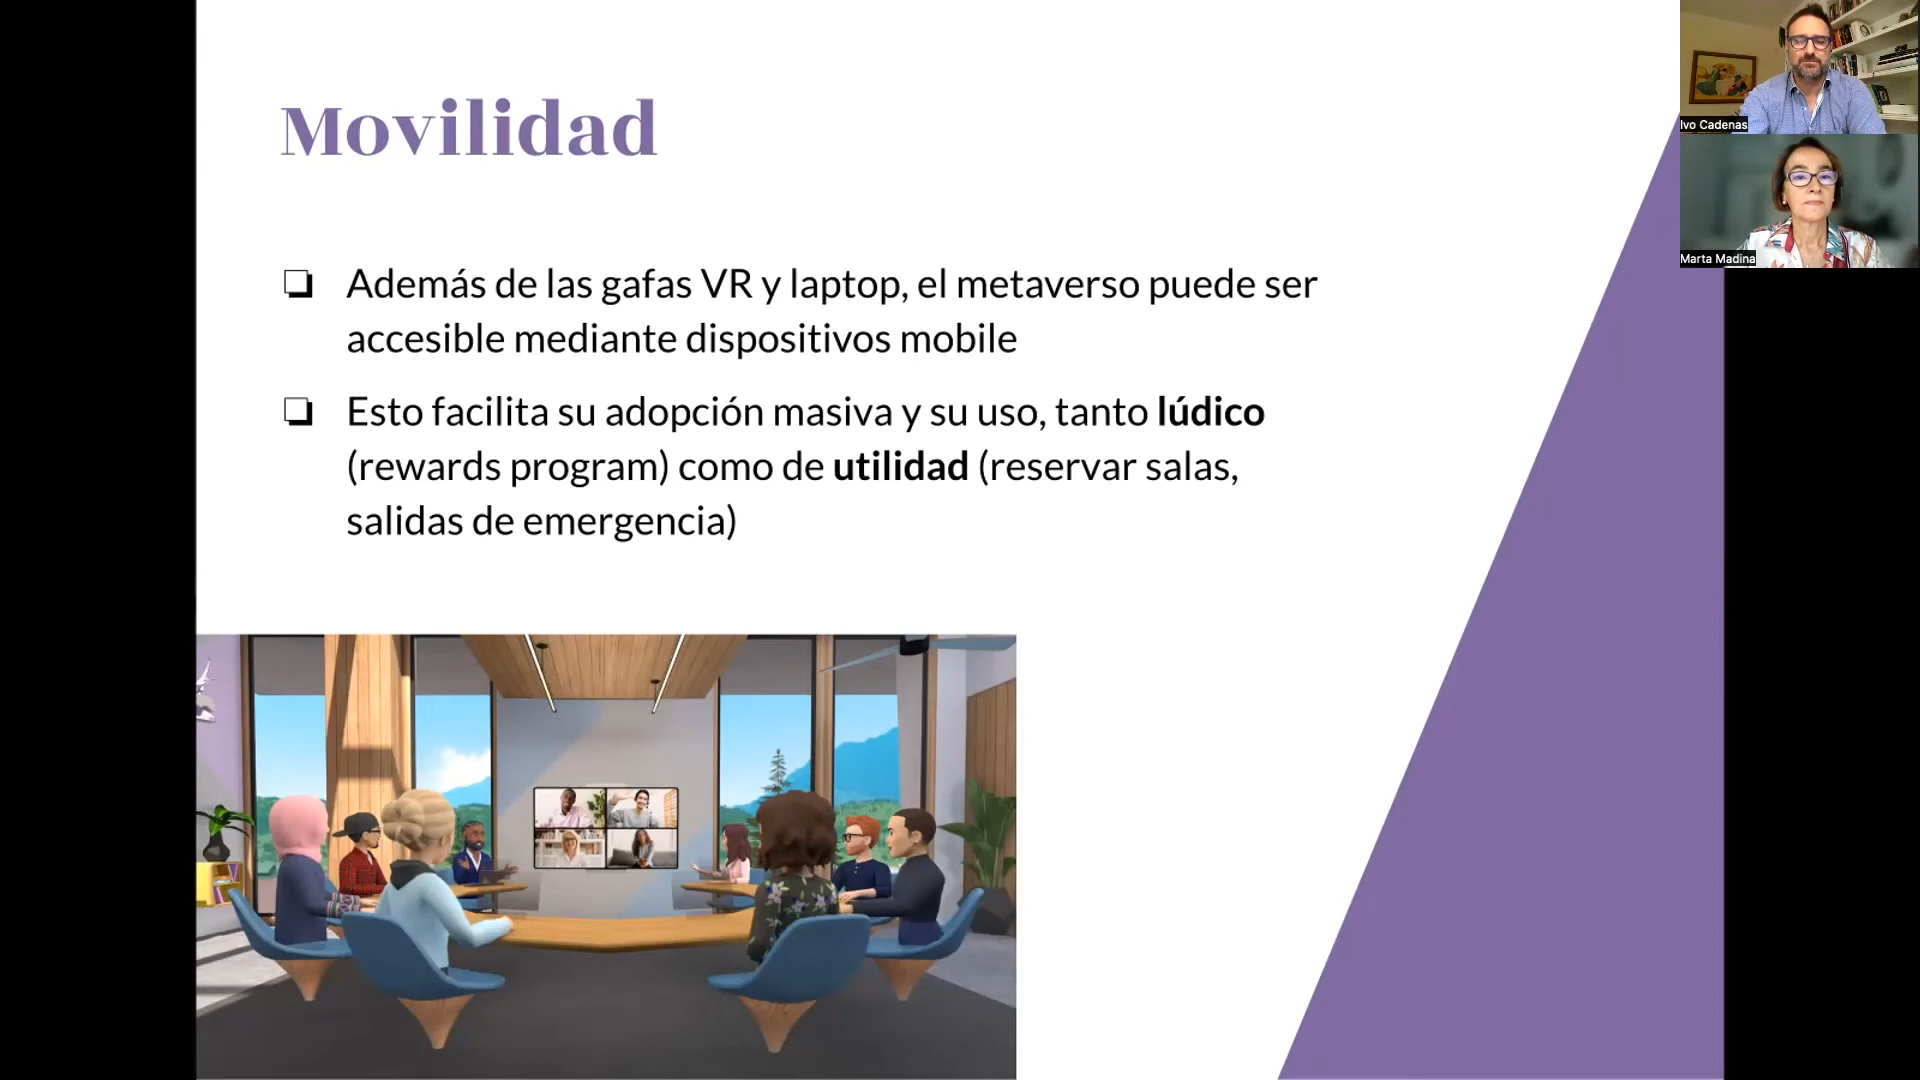 Movilidad
Además de las gafas VR y laptop, el metaverso puede ser
accesible mediante dispositivos mobile
Esto facilita su adopción masiva y su uso, tanto lúdico
(rewards program) como de utilidad (reservar salas,
salidas de emergencia)
Ivo Cadenas
Marta Madina